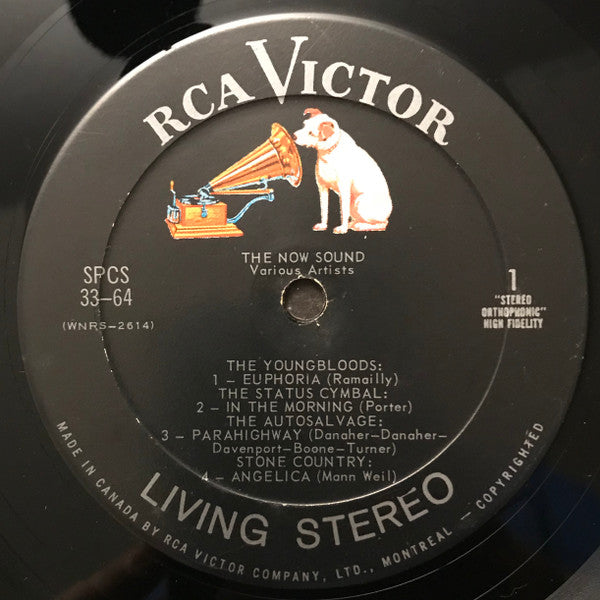 RCA VICTOR
THE NOW SOUND
Various Artists
SPCS
33-64
(WNRS-2614)
1
"STEREO
ORTHOPHONIC"
HIGH FIDELITY
THE YOUNGBLOODS:
1 - EUPHORIA (Ramailly)
THE STATUS CYMBAL:
2 - IN THE MORNING (Porter)
THE AUTOSALVAGE:
3 - PARAHIGHWAY (Danaher-Danaher-
Davenport-Boone-Turner)
STONE COUNTRY:
4 - ANGELICA (Mann Weil)
LIVING STEREO
MADE IN CANADA BY RCA VICTOR COMPANY, LTD., MONTREAL - COPYRIGHTED